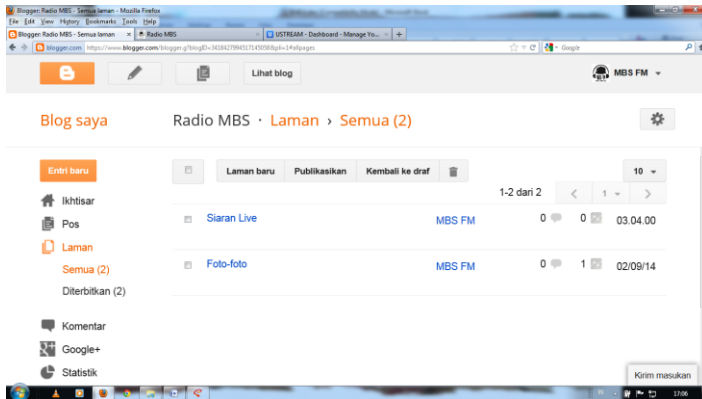 Blogger: Radio MBS - Semua laman - Mozilla Firefox
File Edit View History Bookmarks Tools Help
Blogger: Radio MBS - Semua laman
Radio MBS
USTREAM - Dashboard - Manage Yo...
blogger.com
Google
Lihat blog
MBS FM
Blog saya
Radio MBS · Laman › Semua (2)
Entri baru
Laman baru Publikasikan Kembali ke draf
10
1-2 dari 2
1
Ikhtisar
Pos
Laman
Semua (2)
Diterbitkan (2)
Komentar
Google+
Statistik
Siaran Live MBS FM 0 0 03.04.00
Foto-foto MBS FM 0 1 02/09/14
Kirim masukan
17:06